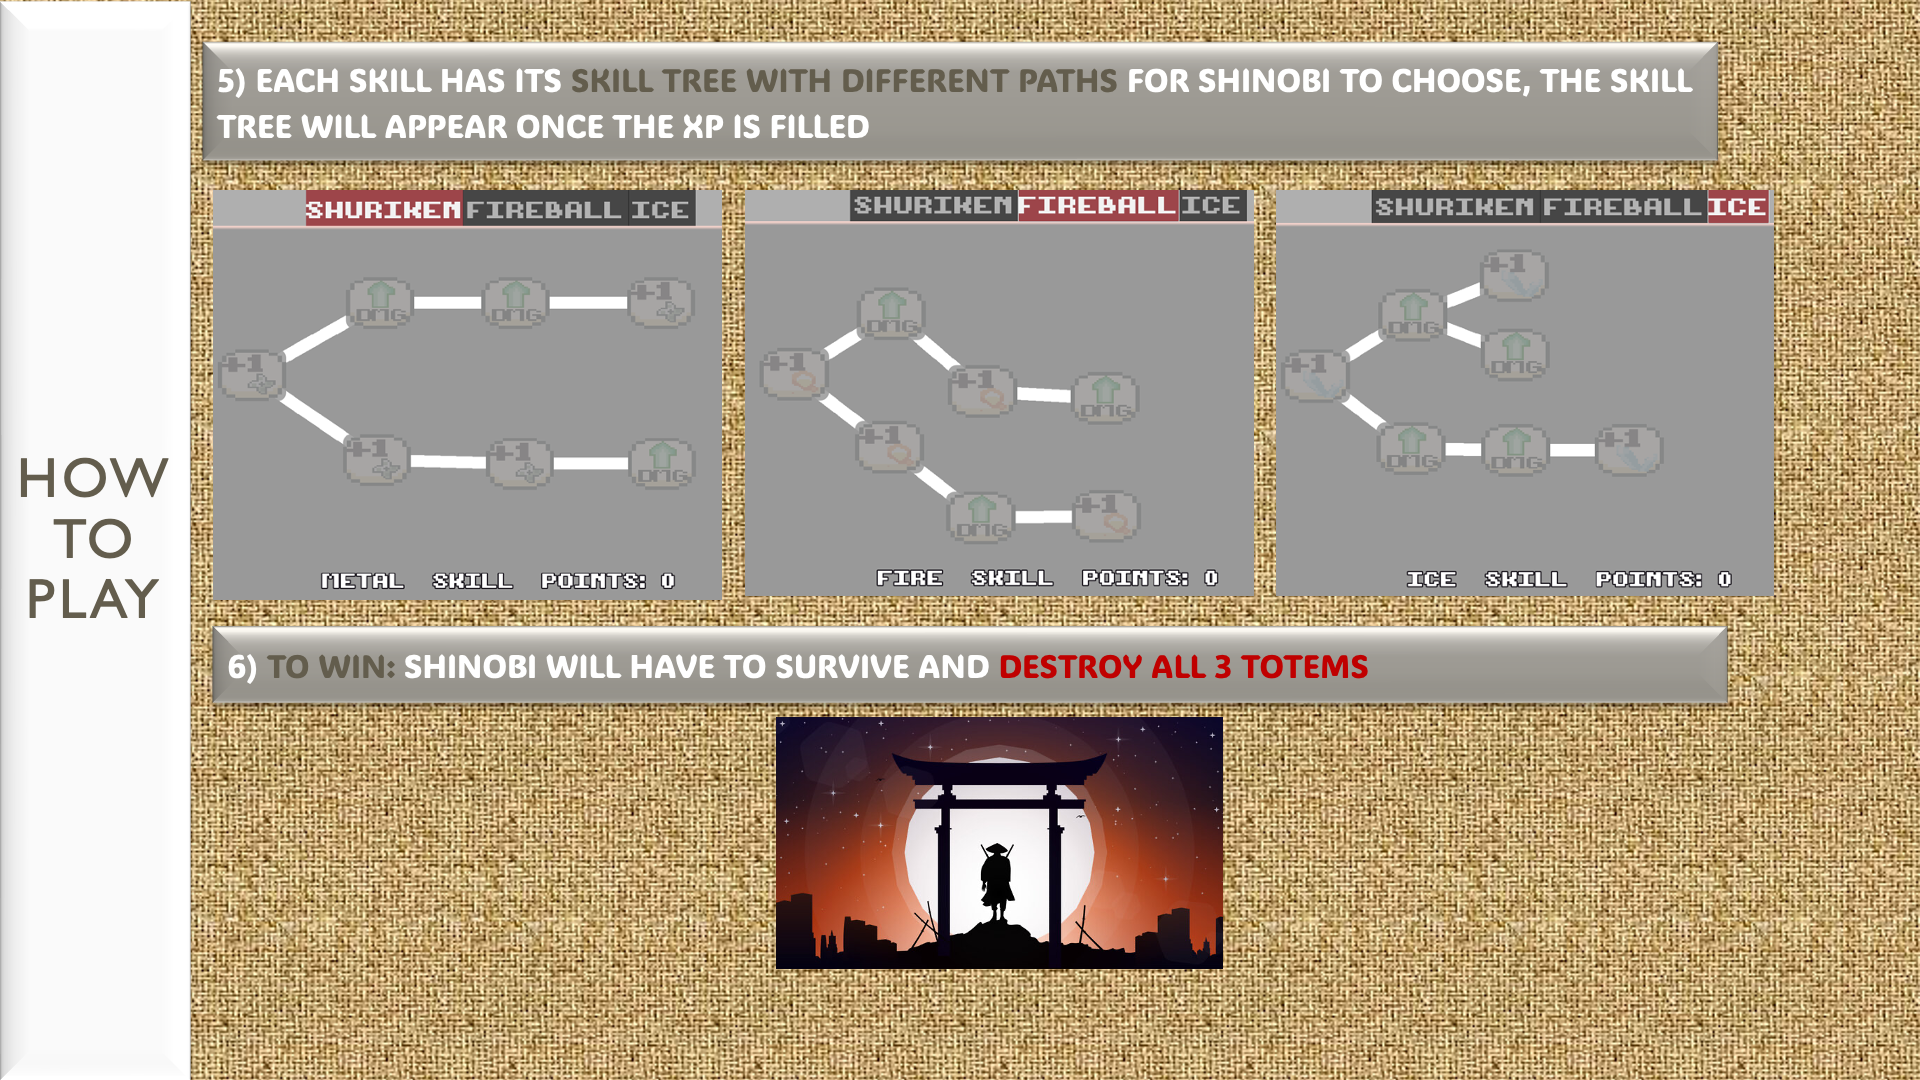 HOW
TO
PLAY
5) EACH SKILL HAS ITS SKILL TREE WITH DIFFERENT PATHS FOR SHINOBI TO CHOOSE, THE SKILL
TREE WILL APPEAR ONCE THE XP IS FILLED
SHURIKEN FIREBALL ICE
DMG DMG +1
+1
+1 +1 DMG
METAL SKILL POINTS: 0
SHURIKEN FIREBALL ICE
DMG
+1
+1 DMG
+1
DMG +1
FIRE SKILL POINTS: 0
SHURIKEN FIREBALL ICE
+1
DMG
DMG
+1
DMG DMG +1
ICE SKILL POINTS: 0
6) TO WIN: SHINOBI WILL HAVE TO SURVIVE AND DESTROY ALL 3 TOTEMS